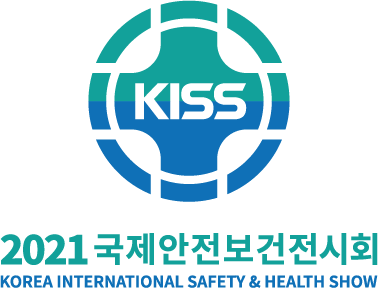 KISS
2021 국제안전보건전시회
KOREA INTERNATIONAL SAFETY & HEALTH SHOW